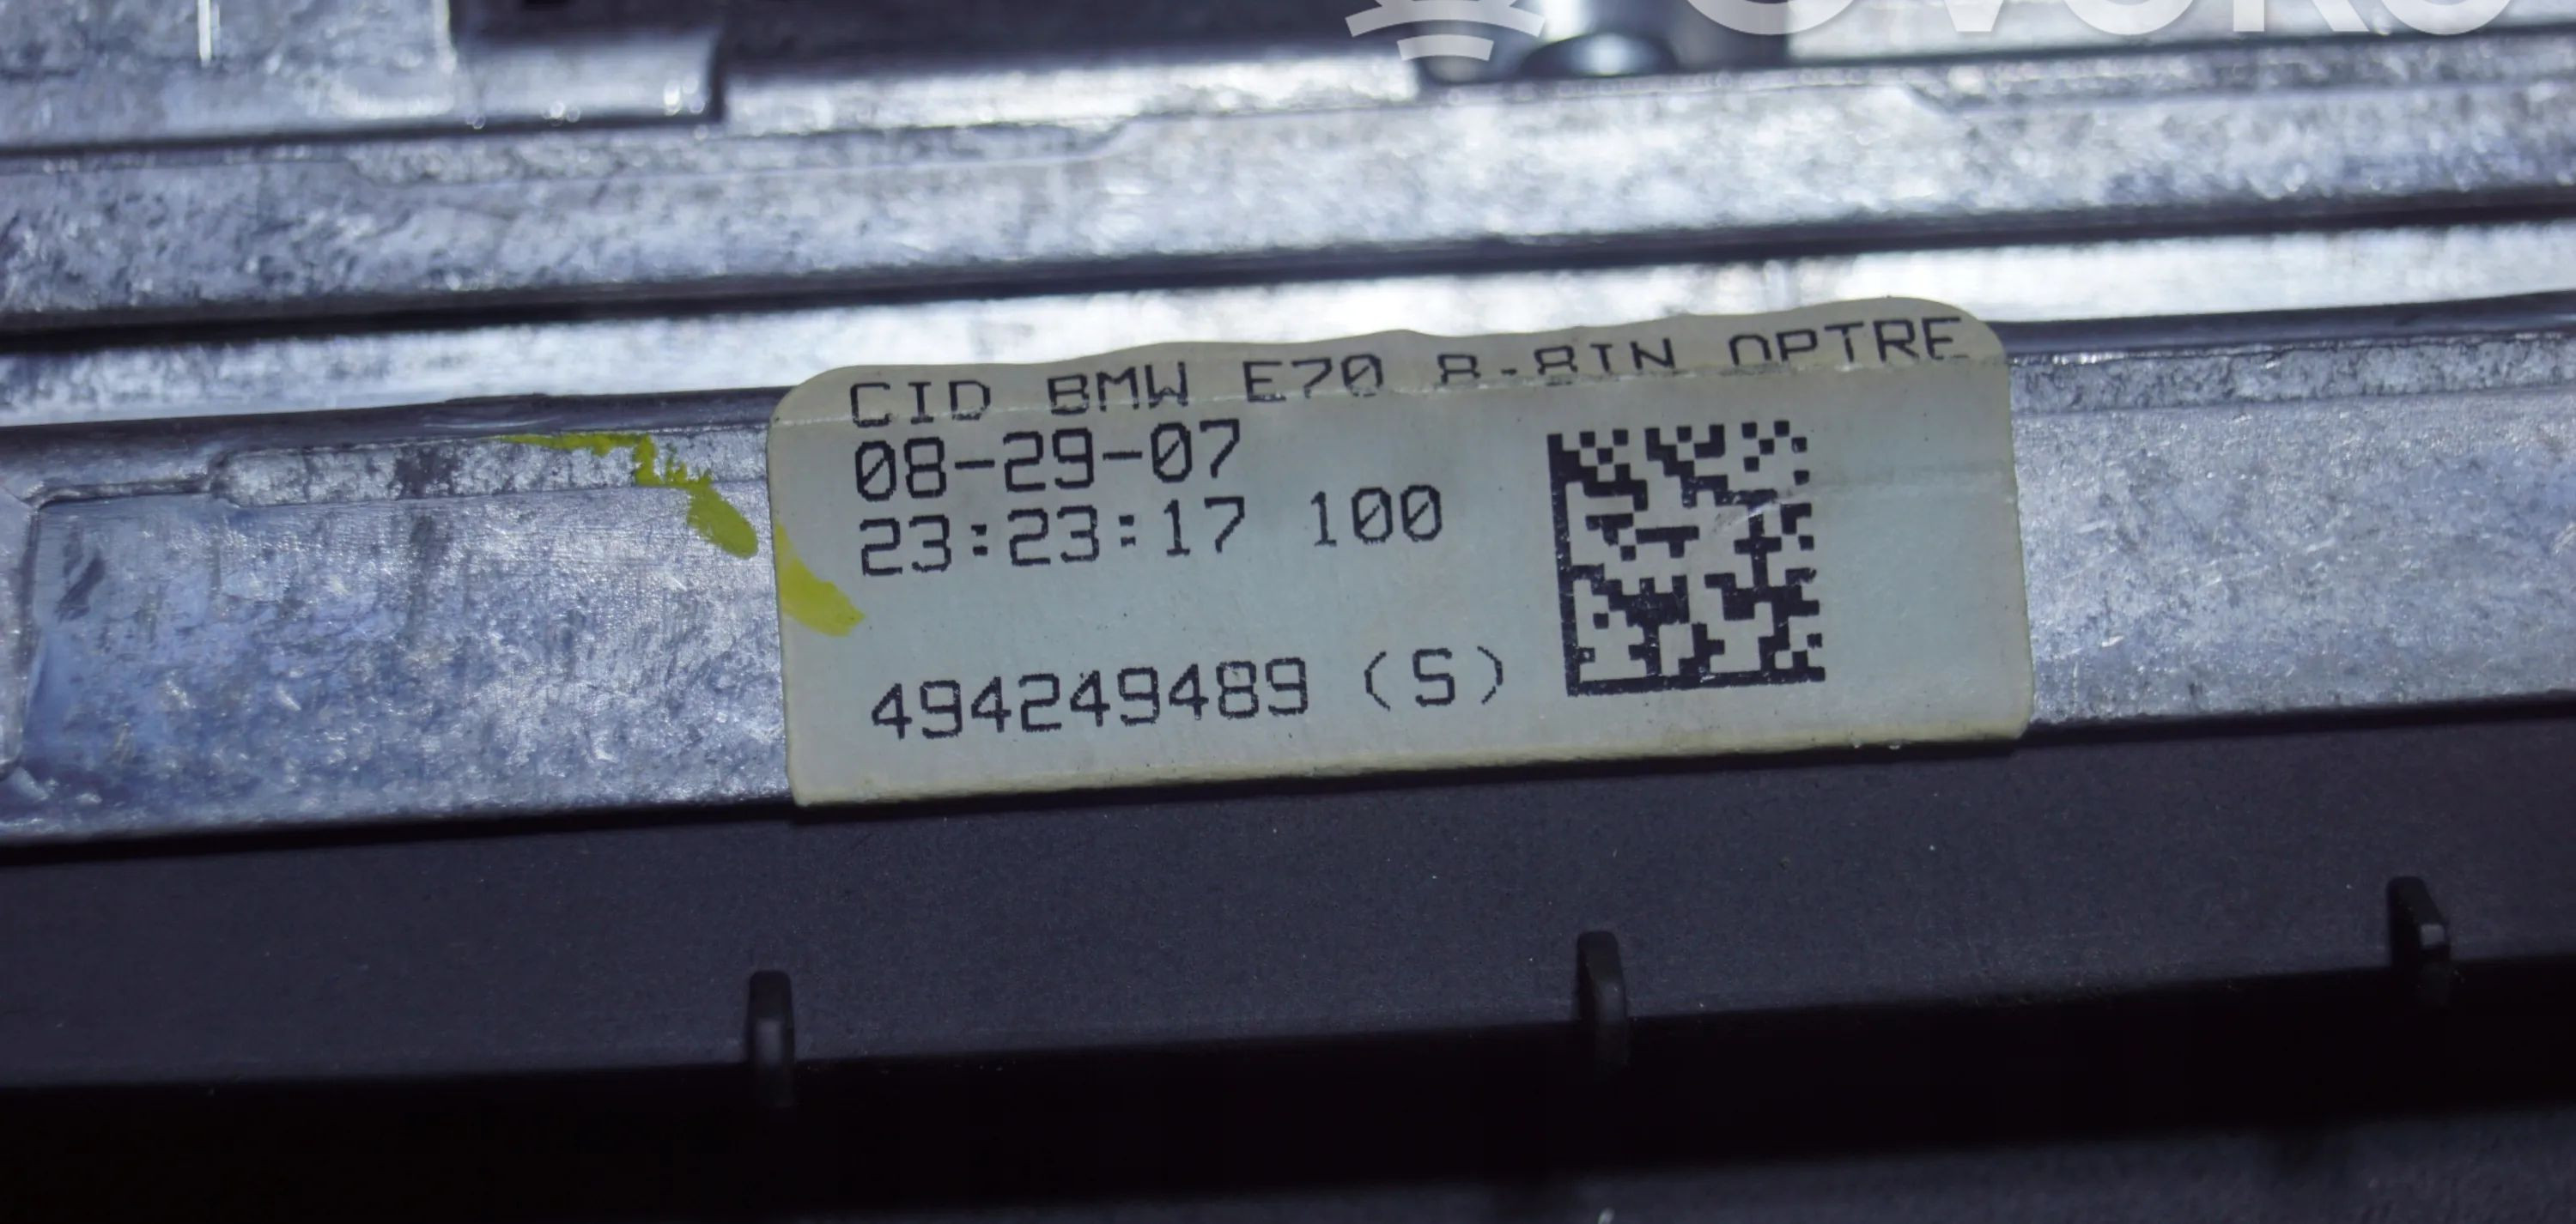 CID BMW E70 8.8IN OPTRE
08-29-07
23:23:17 100
494249489 (S)